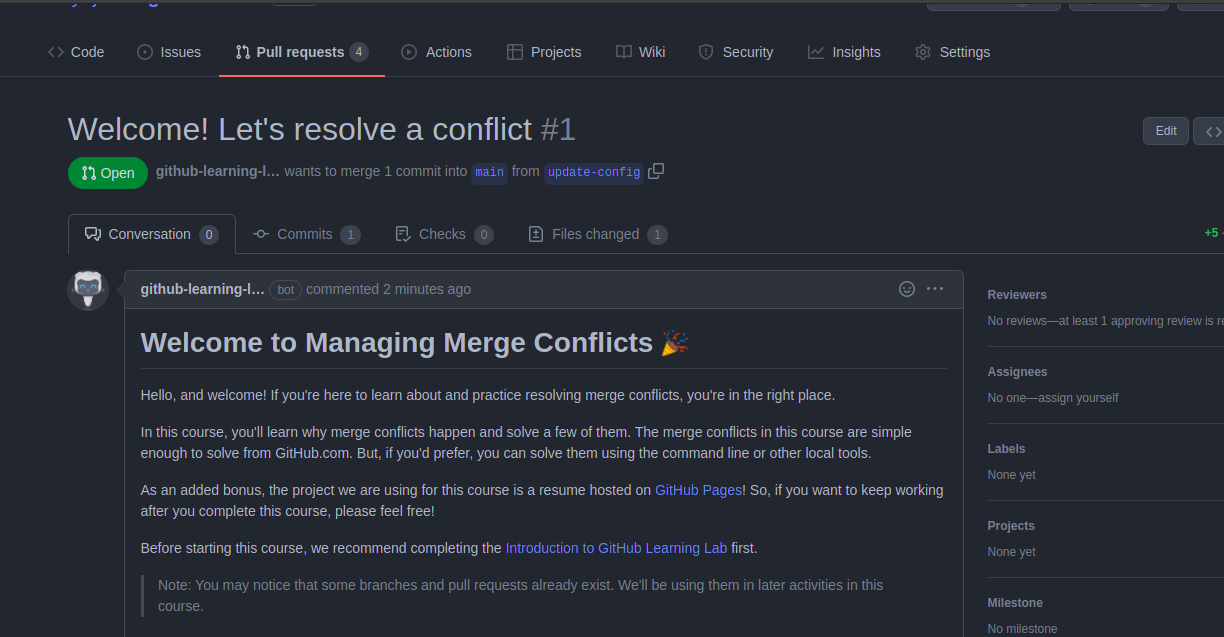 Code Issues Pull requests 4 Actions Projects Wiki Security Insights Settings
Welcome! Let's resolve a conflict #1
Edit
Open github-learning-l... wants to merge 1 commit into main from update-config
Conversation 0 Commits 1 Checks 0 Files changed 1
+5
github-learning-l... bot commented 2 minutes ago
Welcome to Managing Merge Conflicts 🎉
Hello, and welcome! If you're here to learn about and practice resolving merge conflicts, you're in the right place.
In this course, you'll learn why merge conflicts happen and solve a few of them. The merge conflicts in this course are simple
enough to solve from GitHub.com. But, if you'd prefer, you can solve them using the command line or other local tools.
As an added bonus, the project we are using for this course is a resume hosted on GitHub Pages! So, if you want to keep working
after you complete this course, please feel free!
Before starting this course, we recommend completing the Introduction to GitHub Learning Lab first.
Note: You may notice that some branches and pull requests already exist. We'll be using them in later activities in this
course.
Reviewers
No reviews—at least 1 approving review is
Assignees
No one—assign yourself
Labels
None yet
Projects
None yet
Milestone
No milestone